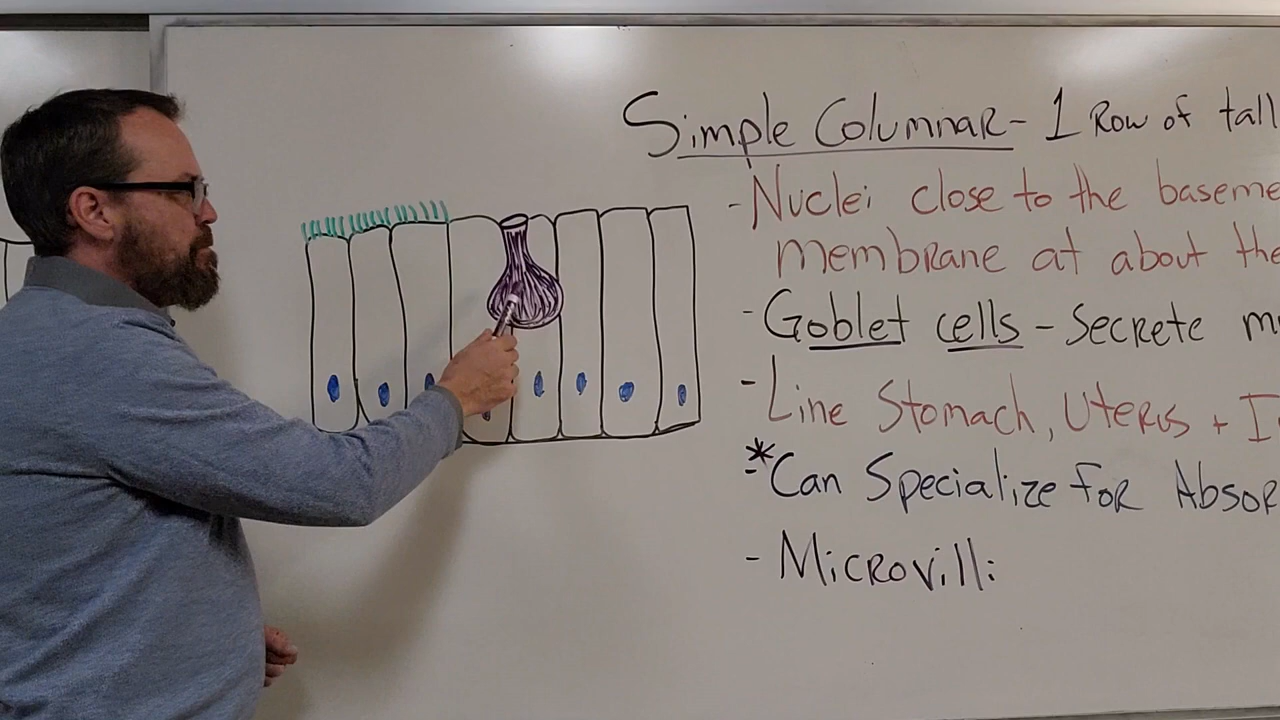 Simple Columnar - 1 Row of tall
- Nuclei close to the baseme
membrane at about the
- Goblet cells - Secrete m
- Line Stomach, Uterus + I
*- Can Specialize for Absor
- Microvilli